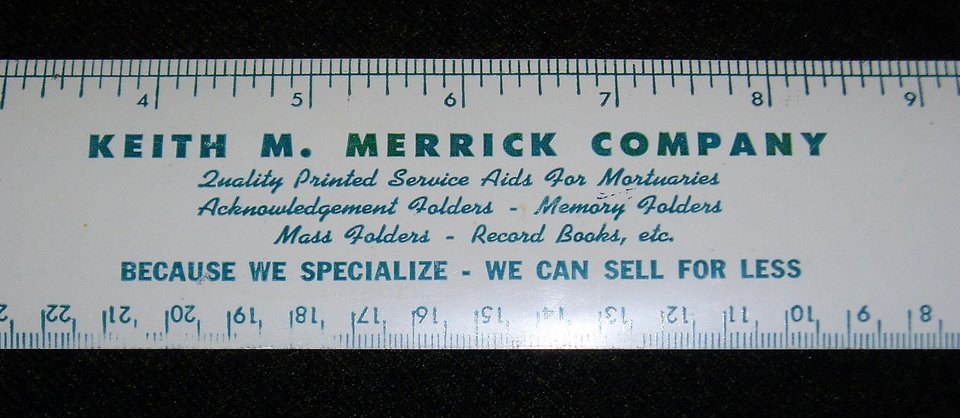 4 5 6 7 8 9
KEITH M. MERRICK COMPANY
Quality Printed Service Aids For Mortuaries
Acknowledgement Folders - Memory Folders
Mass Folders - Record Books, etc.
BECAUSE WE SPECIALIZE - WE CAN SELL FOR LESS
22 21 20 19 18 17 16 15 14 13 12 11 10 9 8